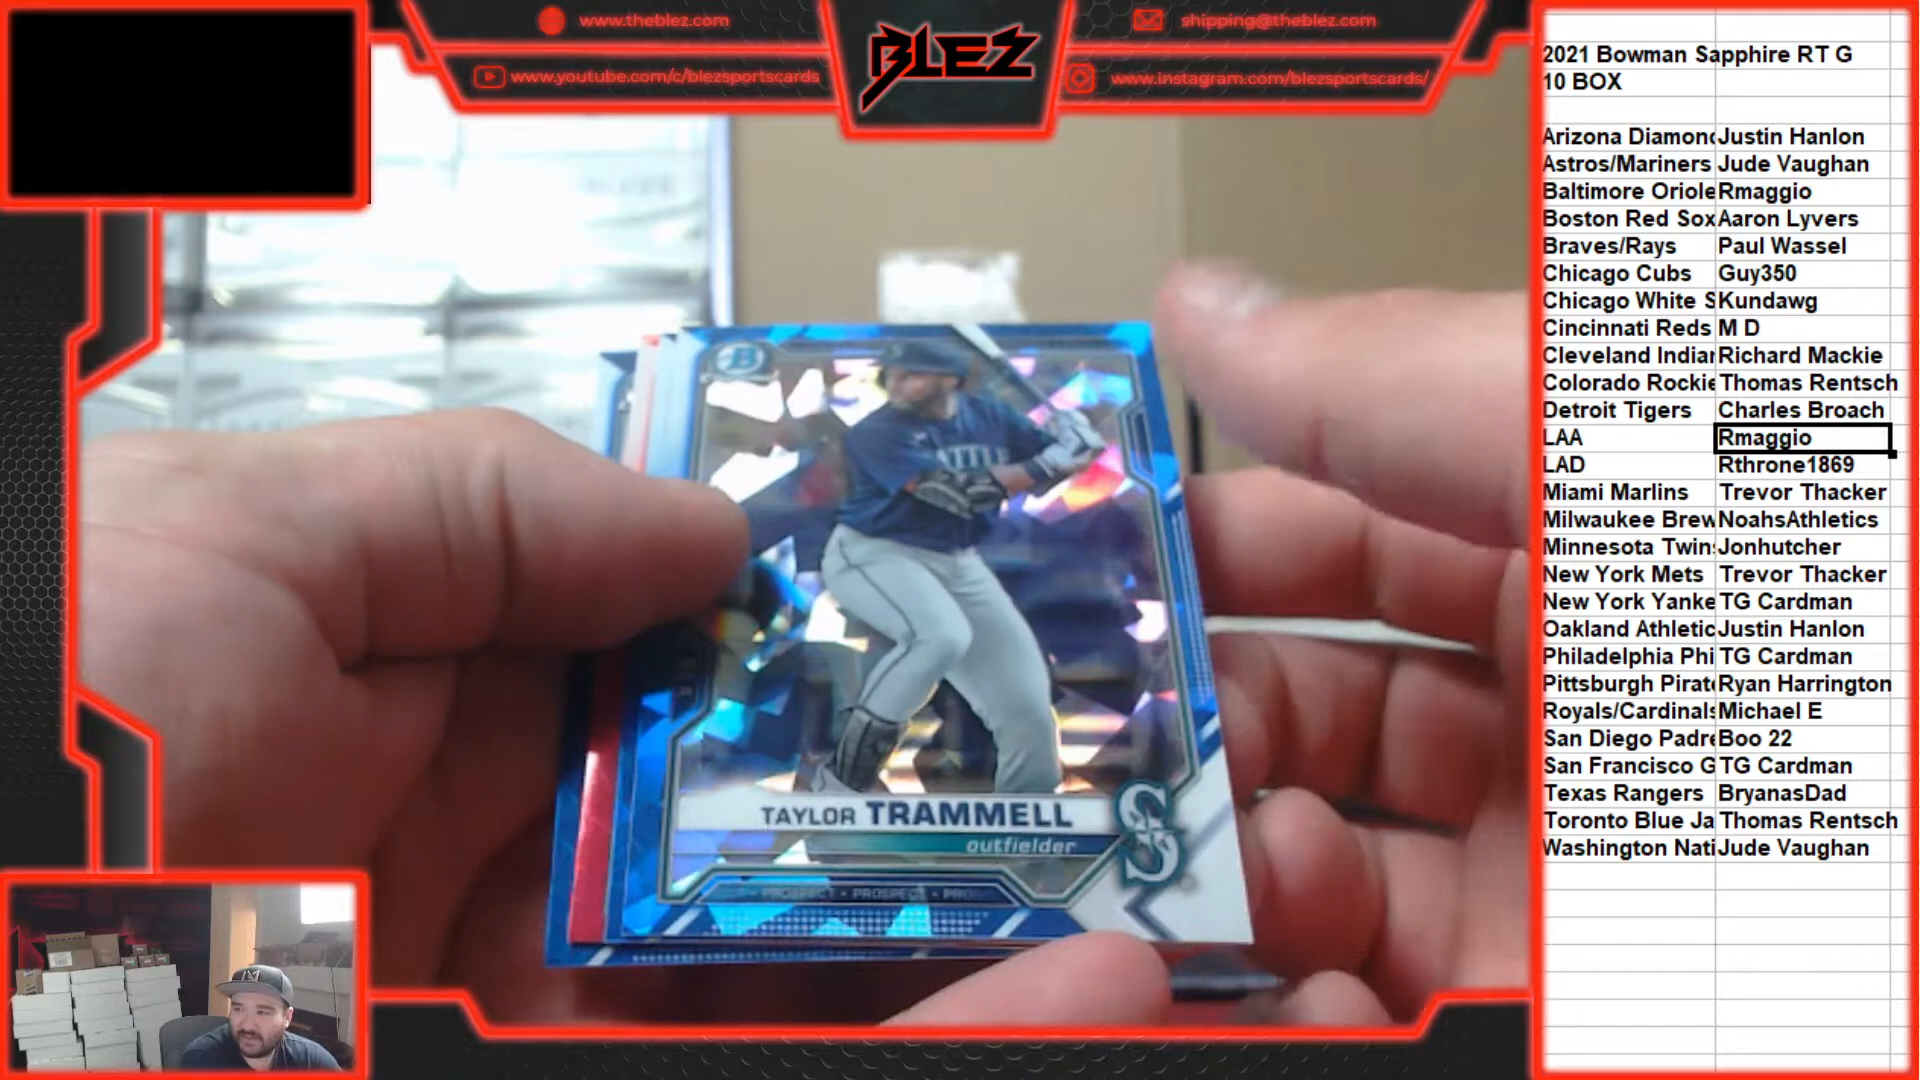 www.theblez.com
BLEZ
shipping@theblez.com
www.youtube.com/c/blezsportscards
www.instagram.com/blezsportscards/
2021 Bowman Sapphire RT G
10 BOX
Arizona Diamond Justin Hanlon
Astros/Mariners Jude Vaughan
Baltimore Oriole Rmaggio
Boston Red Sox Aaron Lyvers
Braves/Rays Paul Wassel
Chicago Cubs Guy350
Chicago White S Kundawg
Cincinnati Reds M D
Cleveland Indian Richard Mackie
Colorado Rockie Thomas Rentsch
Detroit Tigers Charles Broach
LAA Rmaggio
LAD Rthrone1869
Miami Marlins Trevor Thacker
Milwaukee Brew NoahsAthletics
Minnesota Twins Jonhutcher
New York Mets Trevor Thacker
New York Yanke TG Cardman
Oakland Athletic Justin Hanlon
Philadelphia Phi TG Cardman
Pittsburgh Pirate Ryan Harrington
Royals/Cardinals Michael E
San Diego Padre Boo 22
San Francisco G TG Cardman
Texas Rangers BryanasDad
Toronto Blue Ja Thomas Rentsch
Washington Nati Jude Vaughan
B
TAYLOR TRAMMELL
outfielder
S
PROSPECT • PROSPECT • PRO